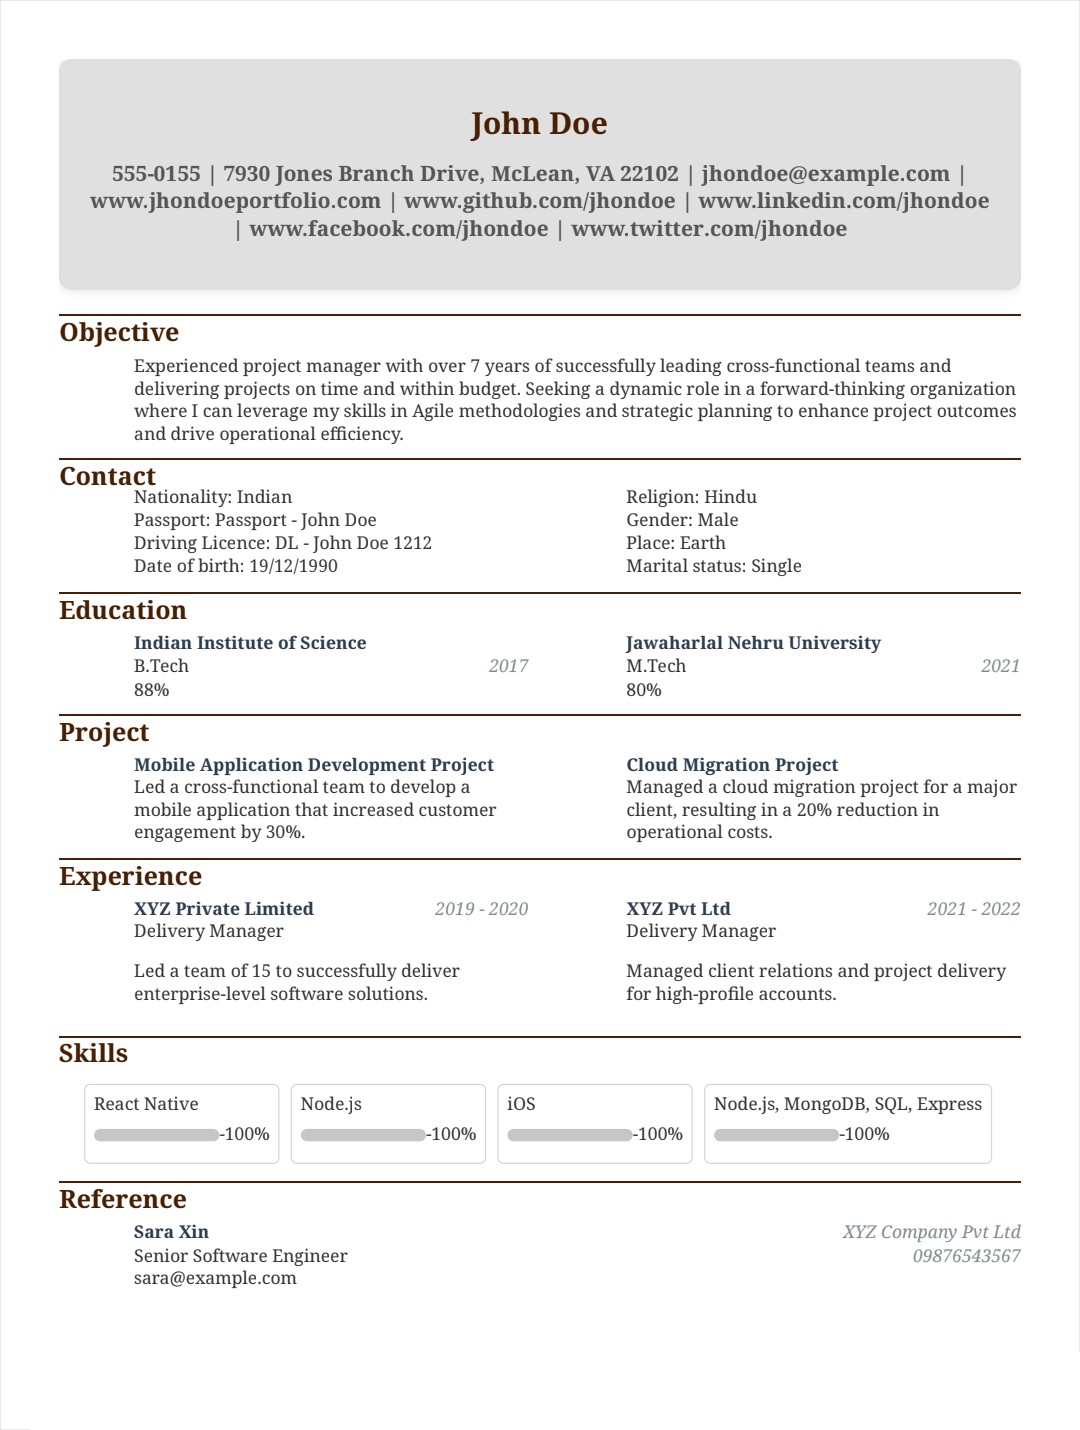 John Doe
555-0155 | 7930 Jones Branch Drive, McLean, VA 22102 | jhondoe@example.com |
www.jhondoeportfolio.com | www.github.com/jhondoe | www.linkedin.com/jhondoe
| www.facebook.com/jhondoe | www.twitter.com/jhondoe
Objective
Experienced project manager with over 7 years of successfully leading cross-functional teams and
delivering projects on time and within budget. Seeking a dynamic role in a forward-thinking organization
where I can leverage my skills in Agile methodologies and strategic planning to enhance project outcomes
and drive operational efficiency.
Contact
Nationality: Indian
Passport: Passport - John Doe
Driving Licence: DL - John Doe 1212
Date of birth: 19/12/1990
Religion: Hindu
Gender: Male
Place: Earth
Marital status: Single
Education
Indian Institute of Science
B.Tech 2017
88%
Jawaharlal Nehru University
M.Tech 2021
80%
Project
Mobile Application Development Project
Led a cross-functional team to develop a
mobile application that increased customer
engagement by 30%.
Cloud Migration Project
Managed a cloud migration project for a major
client, resulting in a 20% reduction in
operational costs.
Experience
XYZ Private Limited 2019 - 2020
Delivery Manager
Led a team of 15 to successfully deliver
enterprise-level software solutions.
XYZ Pvt Ltd 2021 - 2022
Delivery Manager
Managed client relations and project delivery
for high-profile accounts.
Skills
React Native
-100%
Node.js
-100%
iOS
-100%
Node.js, MongoDB, SQL, Express
-100%
Reference
Sara Xin XYZ Company Pvt Ltd
Senior Software Engineer 09876543567
sara@example.com